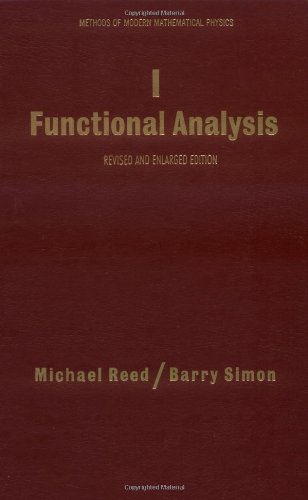 METHODS OF MODERN MATHEMATICAL PHYSICS
I
Functional Analysis
REVISED AND ENLARGED EDITION
Michael Reed / Barry Simon